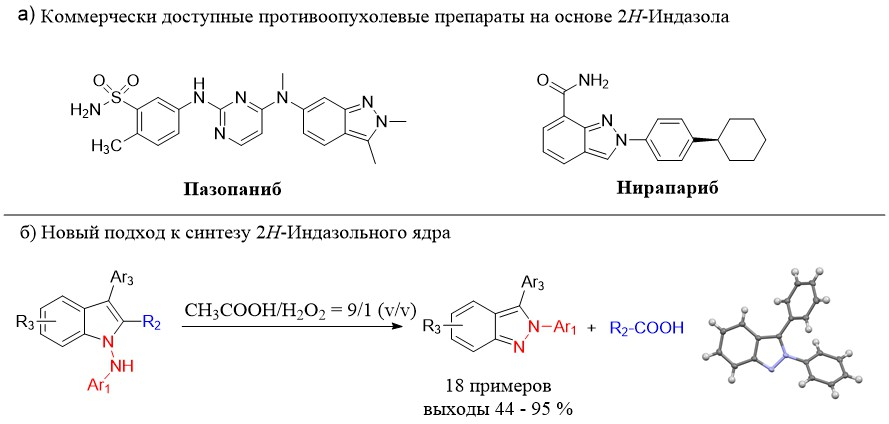 а) Коммерчески доступные противоопухолевые препараты на основе 2H-Индазола
O O
S
H₂N
H₃C
H
N
N
N
N
N
N
O NH₂
N
N
Пазопаниб
Нирапариб
б) Новый подход к синтезу 2H-Индазольного ядра
Ar₃
R₃
R₂
N
NH
Ar₁
CH₃COOH/H₂O₂ = 9/1 (v/v)
Ar₃
R₃
N–Ar₁
N
+ R₂-COOH
18 примеров
выходы 44 - 95 %